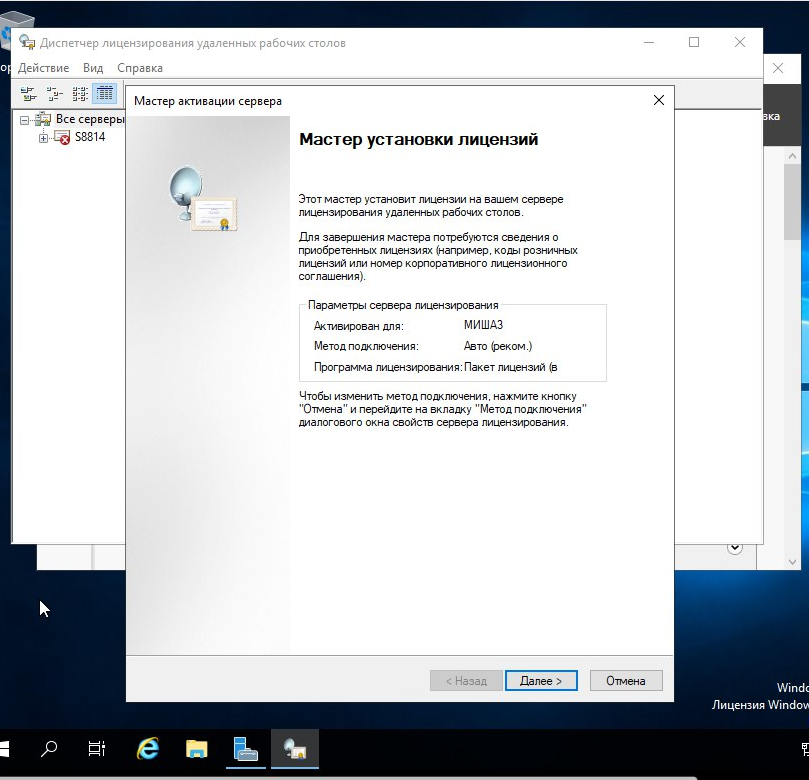 Диспетчер лицензирования удаленных рабочих столов
Действие Вид Справка
Мастер активации сервера
Все серверы
S8814
Мастер установки лицензий
Этот мастер установит лицензии на вашем сервере
лицензирования удаленных рабочих столов.
Для завершения мастера потребуются сведения о
приобретенных лицензиях (например, коды розничных
лицензий или номер корпоративного лицензионного
соглашения).
Параметры сервера лицензирования
Активирован для: МИША3
Метод подключения: Авто (реком.)
Программа лицензирования: Пакет лицензий (в
Чтобы изменить метод подключения, нажмите кнопку
"Отмена" и перейдите на вкладку "Метод подключения"
диалогового окна свойств сервера лицензирования.
< Назад Далее > Отмена
вка
Windo
Лицензия Window